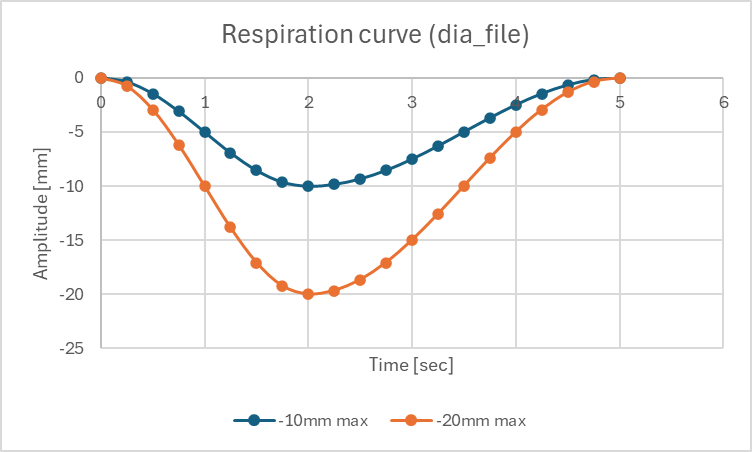 Respiration curve (dia_file)
0
0 1 2 3 4 5 6
-5
-10
-15
-20
-25
Amplitude [mm]
Time [sec]
-10mm max -20mm max